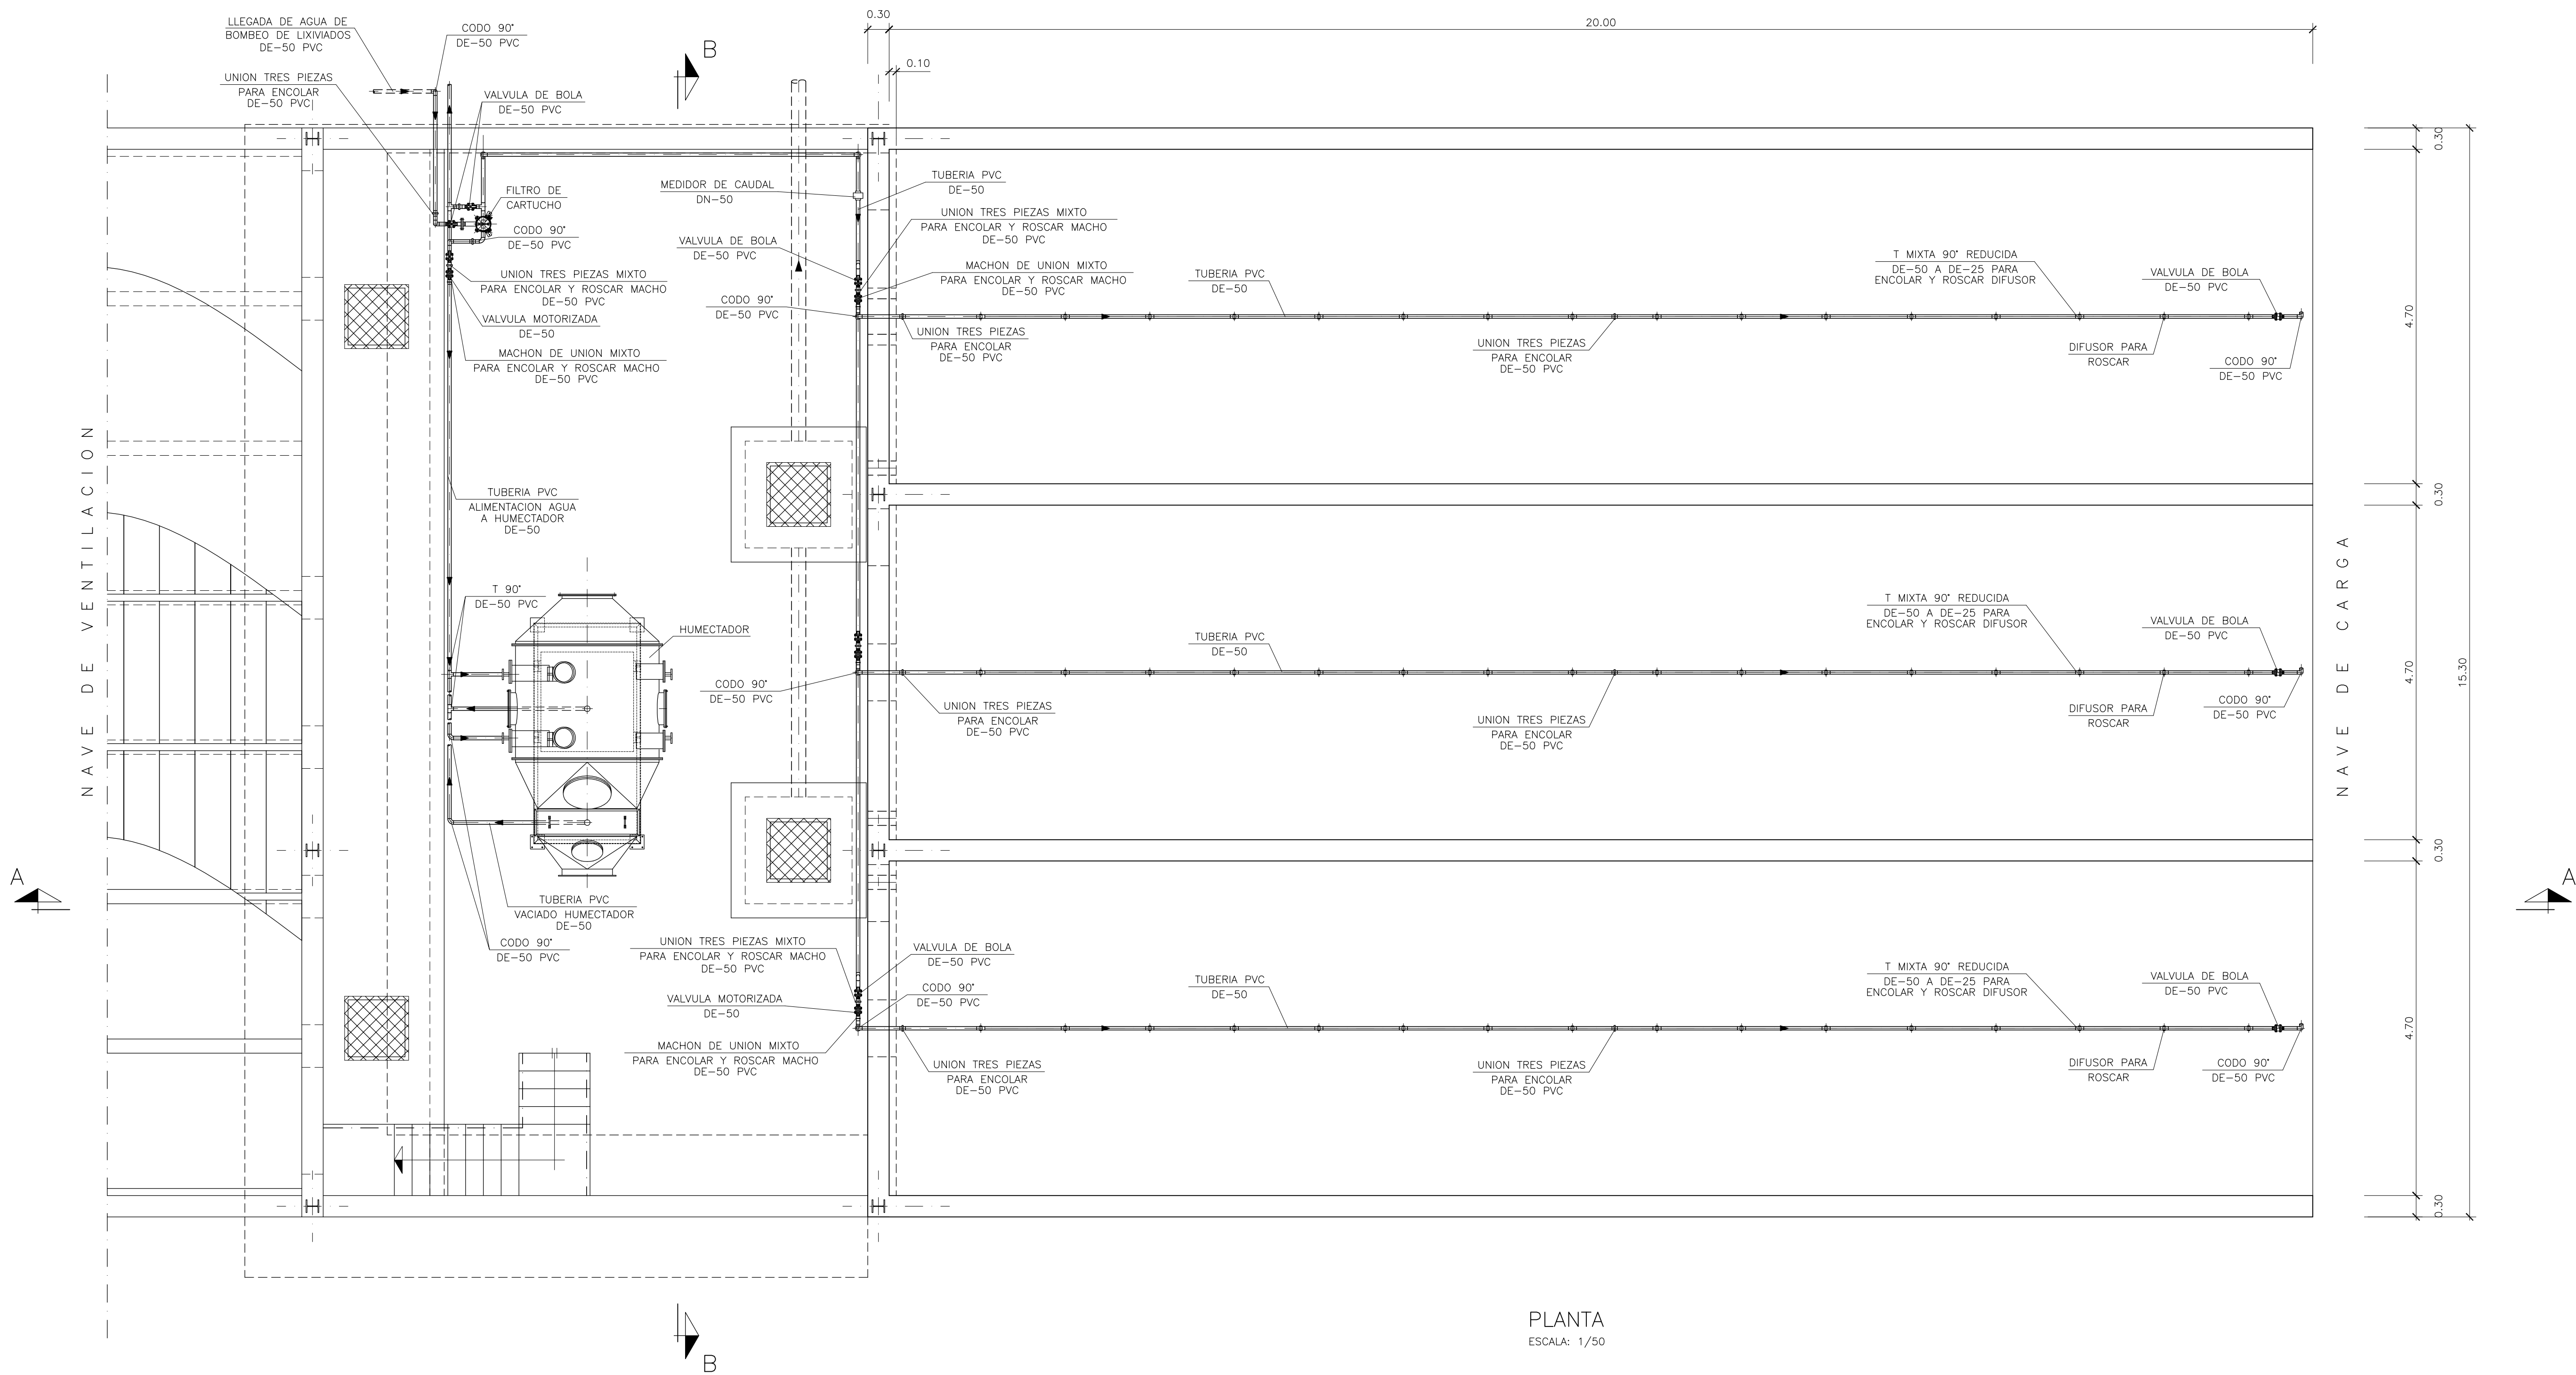 LLEGADA DE AGUA DE
BOMBEO DE LIXIVIADOS
DE-50 PVC
CODO 90°
DE-50 PVC
B
0.30
20.00
0.10
UNION TRES PIEZAS
PARA ENCOLAR
DE-50 PVC
VALVULA DE BOLA
DE-50 PVC
FILTRO DE
CARTUCHO
CODO 90°
DE-50 PVC
UNION TRES PIEZAS MIXTO
PARA ENCOLAR Y ROSCAR MACHO
DE-50 PVC
VALVULA MOTORIZADA
DE-50
MACHON DE UNION MIXTO
PARA ENCOLAR Y ROSCAR MACHO
DE-50 PVC
MEDIDOR DE CAUDAL
DN-50
VALVULA DE BOLA
DE-50 PVC
CODO 90°
DE-50 PVC
TUBERIA PVC
DE-50
UNION TRES PIEZAS MIXTO
PARA ENCOLAR Y ROSCAR MACHO
DE-50 PVC
MACHON DE UNION MIXTO
PARA ENCOLAR Y ROSCAR MACHO
DE-50 PVC
UNION TRES PIEZAS
PARA ENCOLAR
DE-50 PVC
TUBERIA PVC
DE-50
UNION TRES PIEZAS
PARA ENCOLAR
DE-50 PVC
T MIXTA 90° REDUCIDA
DE-50 A DE-25 PARA
ENCOLAR Y ROSCAR DIFUSOR
VALVULA DE BOLA
DE-50 PVC
DIFUSOR PARA
ROSCAR
CODO 90°
DE-50 PVC
0.30
4.70
0.30
4.70
0.30
4.70
0.30
15.30
NAVE DE VENTILACION
TUBERIA PVC
ALIMENTACION AGUA
A HUMECTADOR
DE-50
T 90°
DE-50 PVC
HUMECTADOR
CODO 90°
DE-50 PVC
UNION TRES PIEZAS
PARA ENCOLAR
DE-50 PVC
TUBERIA PVC
DE-50
UNION TRES PIEZAS
PARA ENCOLAR
DE-50 PVC
T MIXTA 90° REDUCIDA
DE-50 A DE-25 PARA
ENCOLAR Y ROSCAR DIFUSOR
VALVULA DE BOLA
DE-50 PVC
DIFUSOR PARA
ROSCAR
CODO 90°
DE-50 PVC
NAVE DE CARGA
A
A
TUBERIA PVC
VACIADO HUMECTADOR
DE-50
CODO 90°
DE-50 PVC
UNION TRES PIEZAS MIXTO
PARA ENCOLAR Y ROSCAR MACHO
DE-50 PVC
VALVULA MOTORIZADA
DE-50
MACHON DE UNION MIXTO
PARA ENCOLAR Y ROSCAR MACHO
DE-50 PVC
VALVULA DE BOLA
DE-50 PVC
CODO 90°
DE-50 PVC
UNION TRES PIEZAS
PARA ENCOLAR
DE-50 PVC
TUBERIA PVC
DE-50
UNION TRES PIEZAS
PARA ENCOLAR
DE-50 PVC
T MIXTA 90° REDUCIDA
DE-50 A DE-25 PARA
ENCOLAR Y ROSCAR DIFUSOR
VALVULA DE BOLA
DE-50 PVC
DIFUSOR PARA
ROSCAR
CODO 90°
DE-50 PVC
B
PLANTA
ESCALA: 1/50